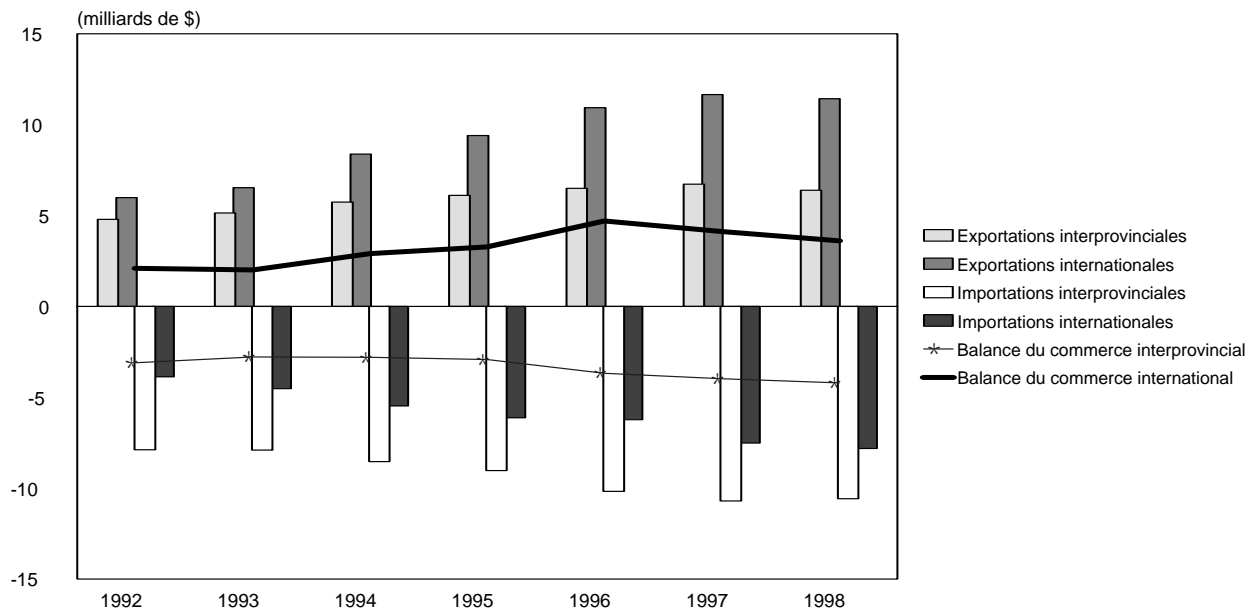 (milliards de $)
15
10
5
0
-5
-10
-15
1992 1993 1994 1995 1996 1997 1998
Exportations interprovinciales
Exportations internationales
Importations interprovinciales
Importations internationales
Balance du commerce interprovincial
Balance du commerce international